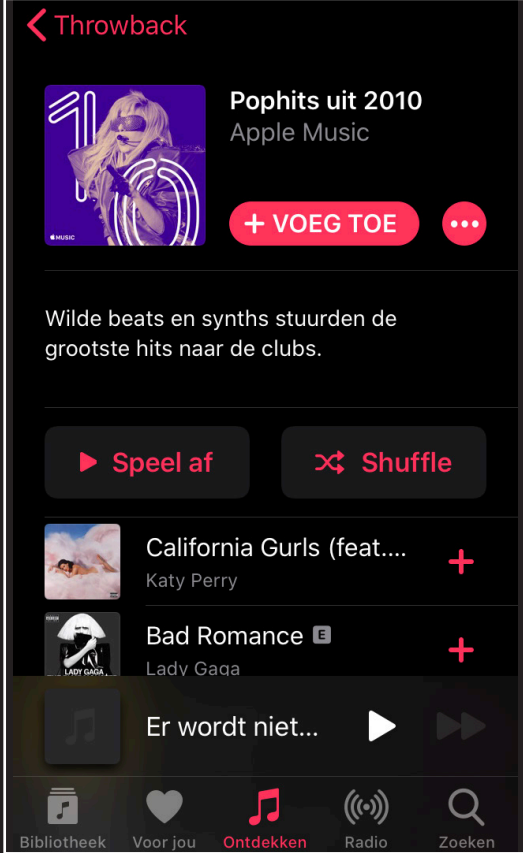 Throwback
10
MUSIC
Pophits uit 2010
Apple Music
+ VOEG TOE
Wilde beats en synths stuurden de
grootste hits naar de clubs.
Speel af
Shuffle
California Gurls (feat....
Katy Perry
Bad Romance E
Lady Gaga
LADY GAGA
Er wordt niet...
Bibliotheek
Voor jou
Ontdekken
Radio
Zoeken